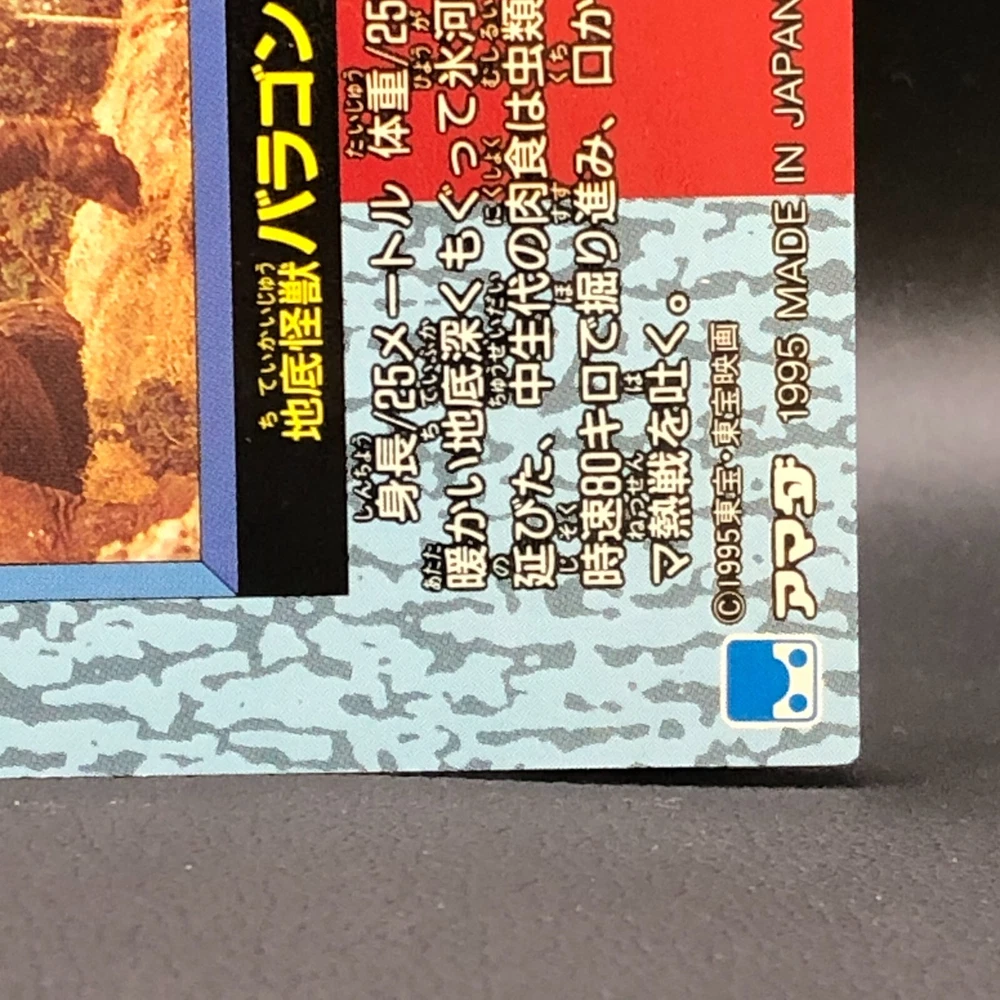 地底怪獣バラゴン
身長/25メートル 体重/25
暖かい地底深くもぐって氷河
延びた、中生代の肉食は虫類
時速80キロで掘り進み、口か
マ熱戦を吐く。
©1995東宝・東宝映画
アマダ 1995 MADE IN JAPAN